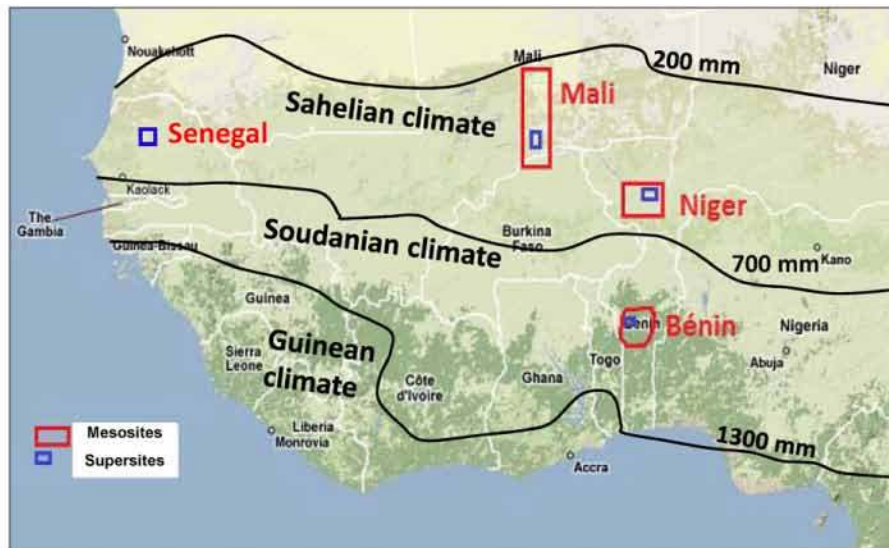 Nouakshott
Mali
200 mm
Niger
Sahelian climate
Mali
Senegal
Kaolack
The
Gambia
Niger
Guinea-Bissau
Soudanian climate
Burkina
Faso
700 mm
Kano
Guinea
Benin
Bénin
Nigeria
Guinean
climate
Sierra
Leone
Côte
d'Ivoire
Ghana
Togo
Abuja
Liberia
Monrovia
Accra
1300 mm
Mesosites
Supersites